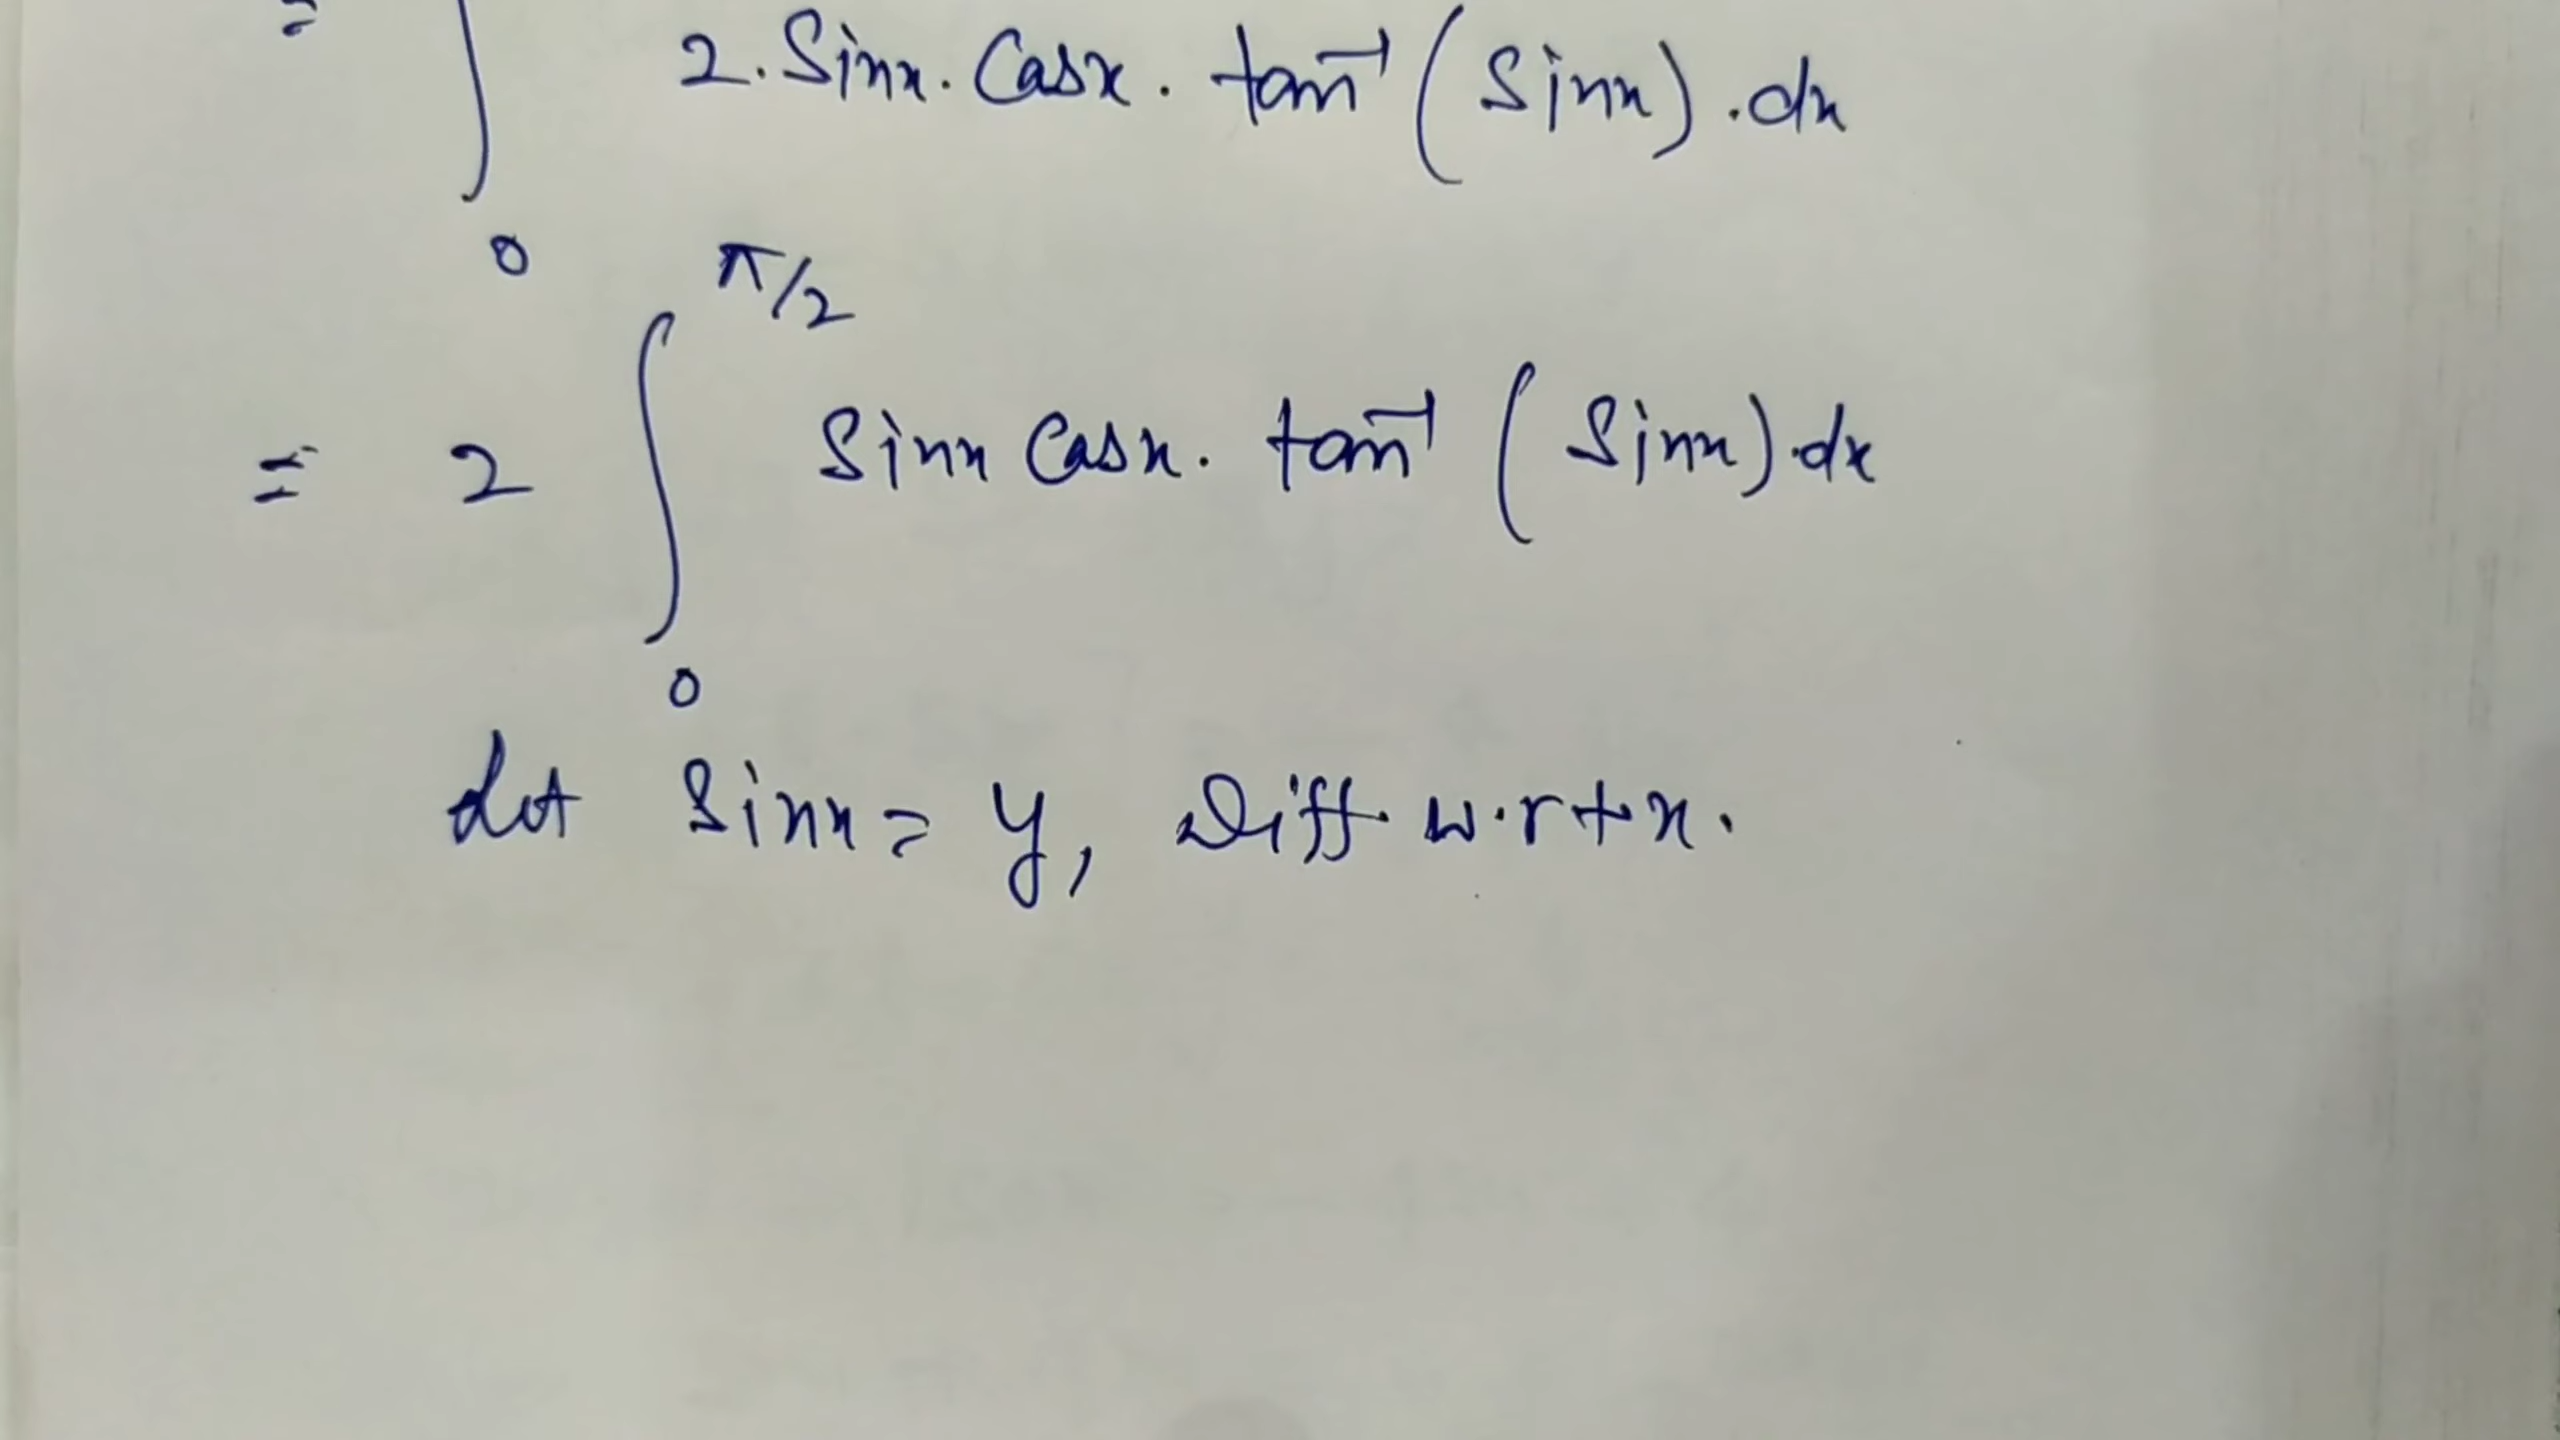 = ∫ 2. Sinx. Cosx. tan⁻¹ (Sinx). dx
0
π/2
= 2 ∫ Sinx Cosx. tan⁻¹ (Sinx). dx
0
Let Sinx = y, Diff. w.r.t x.